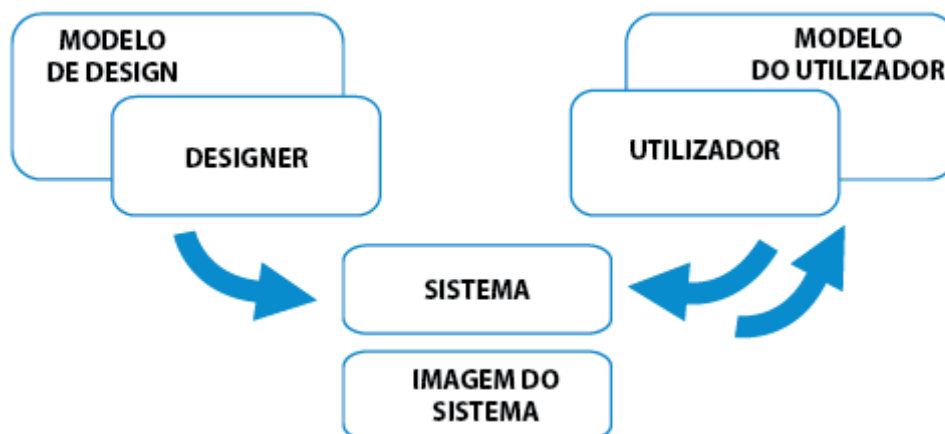 MODELO
DE DESIGN
DESIGNER
MODELO
DO UTILIZADOR
UTILIZADOR
SISTEMA
IMAGEM DO
SISTEMA